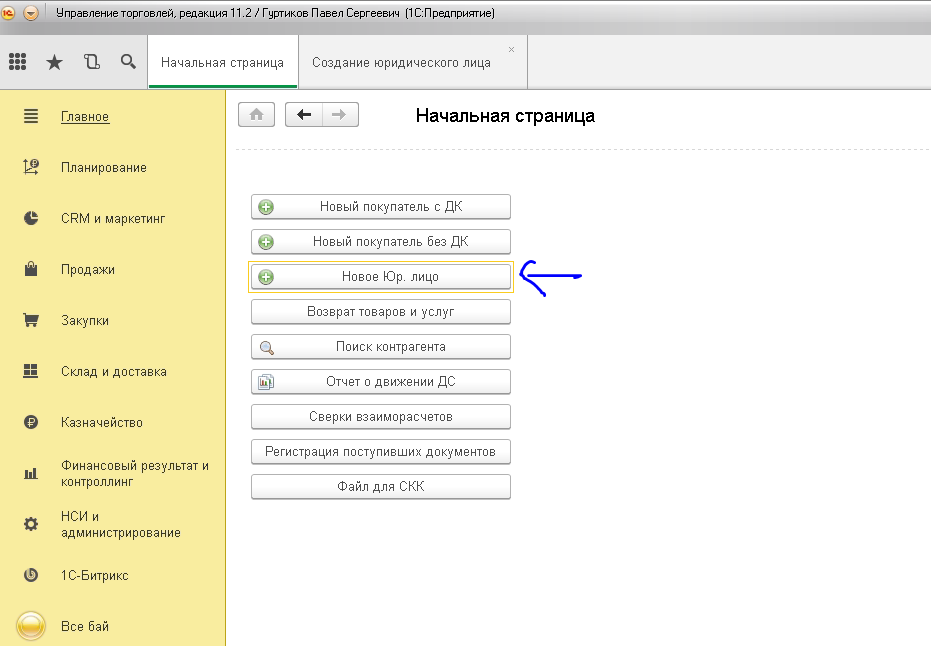 Управление торговлей, редакция 11.2 / Гуртиков Павел Сергеевич (1С:Предприятие)
Начальная страница
Создание юридического лица
Главное
Планирование
CRM и маркетинг
Продажи
Закупки
Склад и доставка
Казначейство
Финансовый результат и
контроллинг
НСИ и
администрирование
1С-Битрикс
Все бай
Начальная страница
Новый покупатель с ДК
Новый покупатель без ДК
Новое Юр. лицо
Возврат товаров и услуг
Поиск контрагента
Отчет о движении ДС
Сверки взаиморасчетов
Регистрация поступивших документов
Файл для СКК